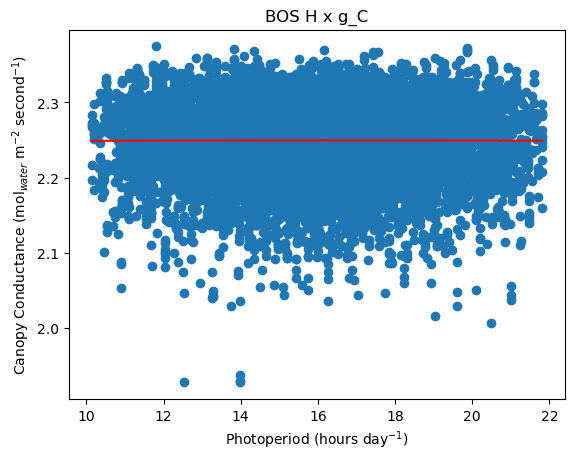 BOS H x g_C
Canopy Conductance (mol_water m⁻² second⁻¹)
2.3
2.2
2.1
2.0
10 12 14 16 18 20 22
Photoperiod (hours day⁻¹)